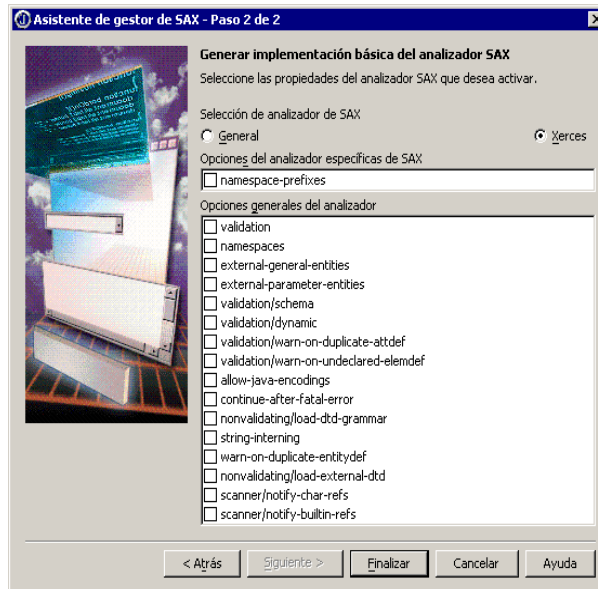 Asistente de gestor de SAX - Paso 2 de 2
Generar implementación básica del analizador SAX
Seleccione las propiedades del analizador SAX que desea activar.
Selección de analizador de SAX
General
Xerces
Opciones del analizador específicas de SAX
namespace-prefixes
Opciones generales del analizador
validation
namespaces
external-general-entities
external-parameter-entities
validation/schema
validation/dynamic
validation/warn-on-duplicate-attdef
validation/warn-on-undeclared-elemdef
allow-java-encodings
continue-after-fatal-error
nonvalidating/load-dtd-grammar
string-interning
warn-on-duplicate-entitydef
nonvalidating/load-external-dtd
scanner/notify-char-refs
scanner/notify-builtin-refs
< Atrás
Siguiente >
Finalizar
Cancelar
Ayuda